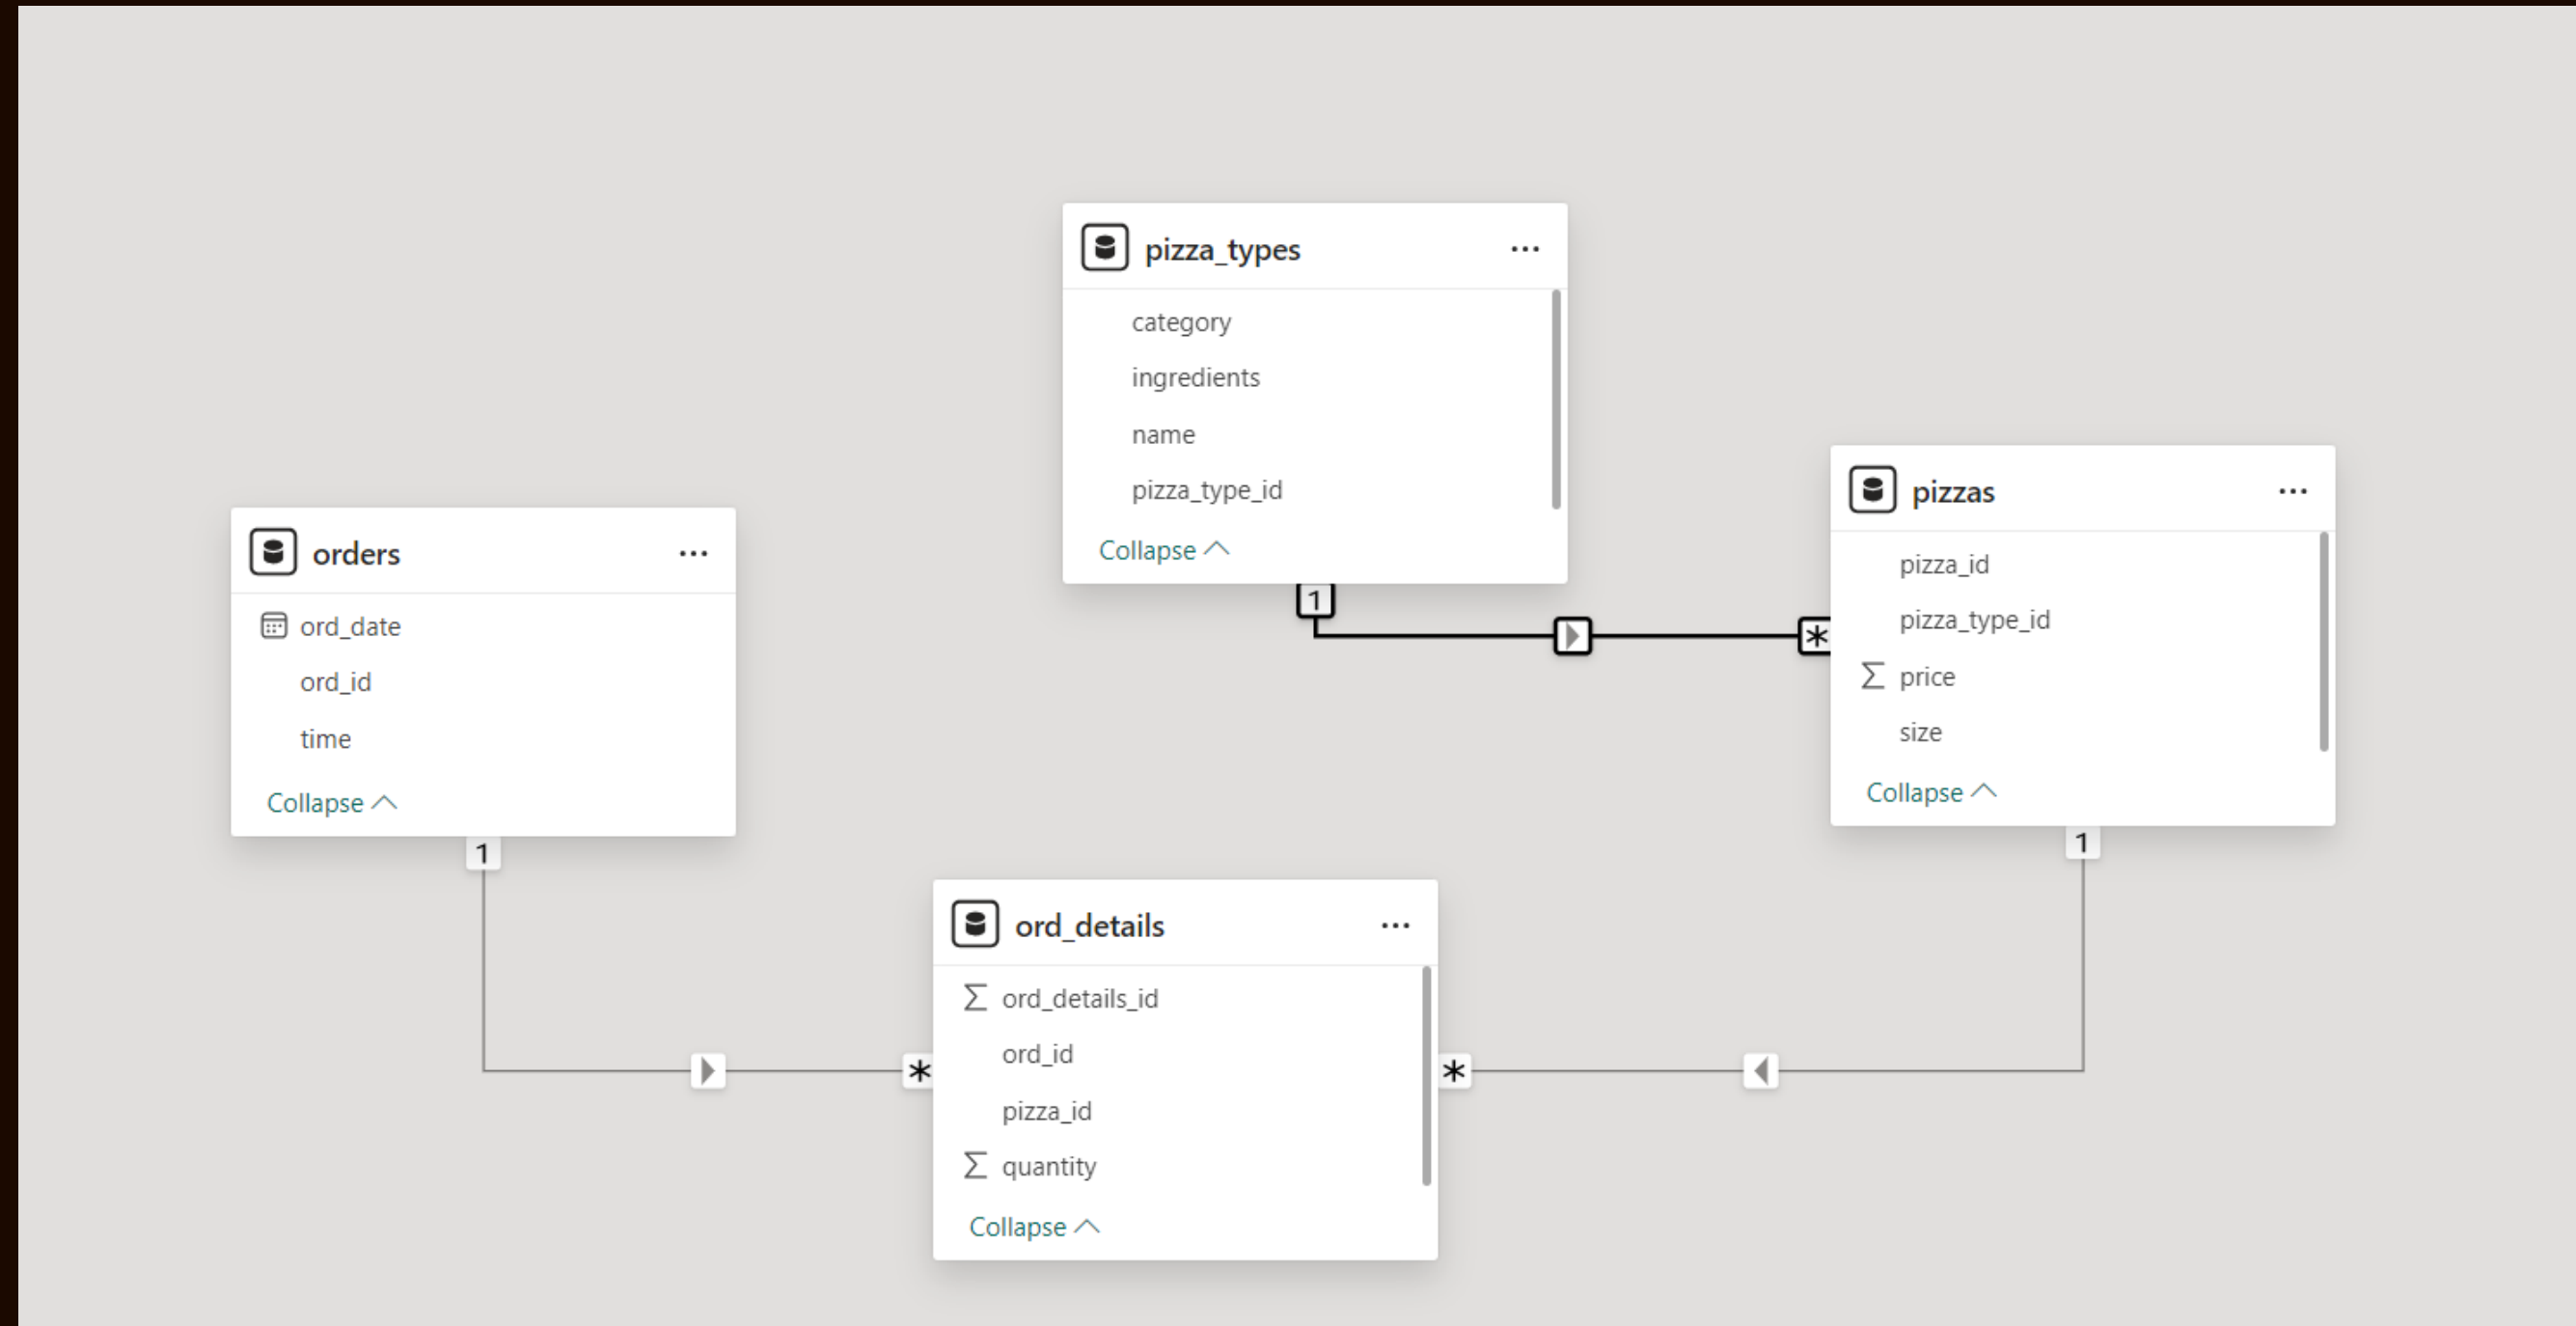 pizza_types
category
ingredients
name
pizza_type_id
Collapse
pizzas
pizza_id
pizza_type_id
price
size
Collapse
orders
ord_date
ord_id
time
Collapse
ord_details
ord_details_id
ord_id
pizza_id
quantity
Collapse
1
*
1
*
1
*